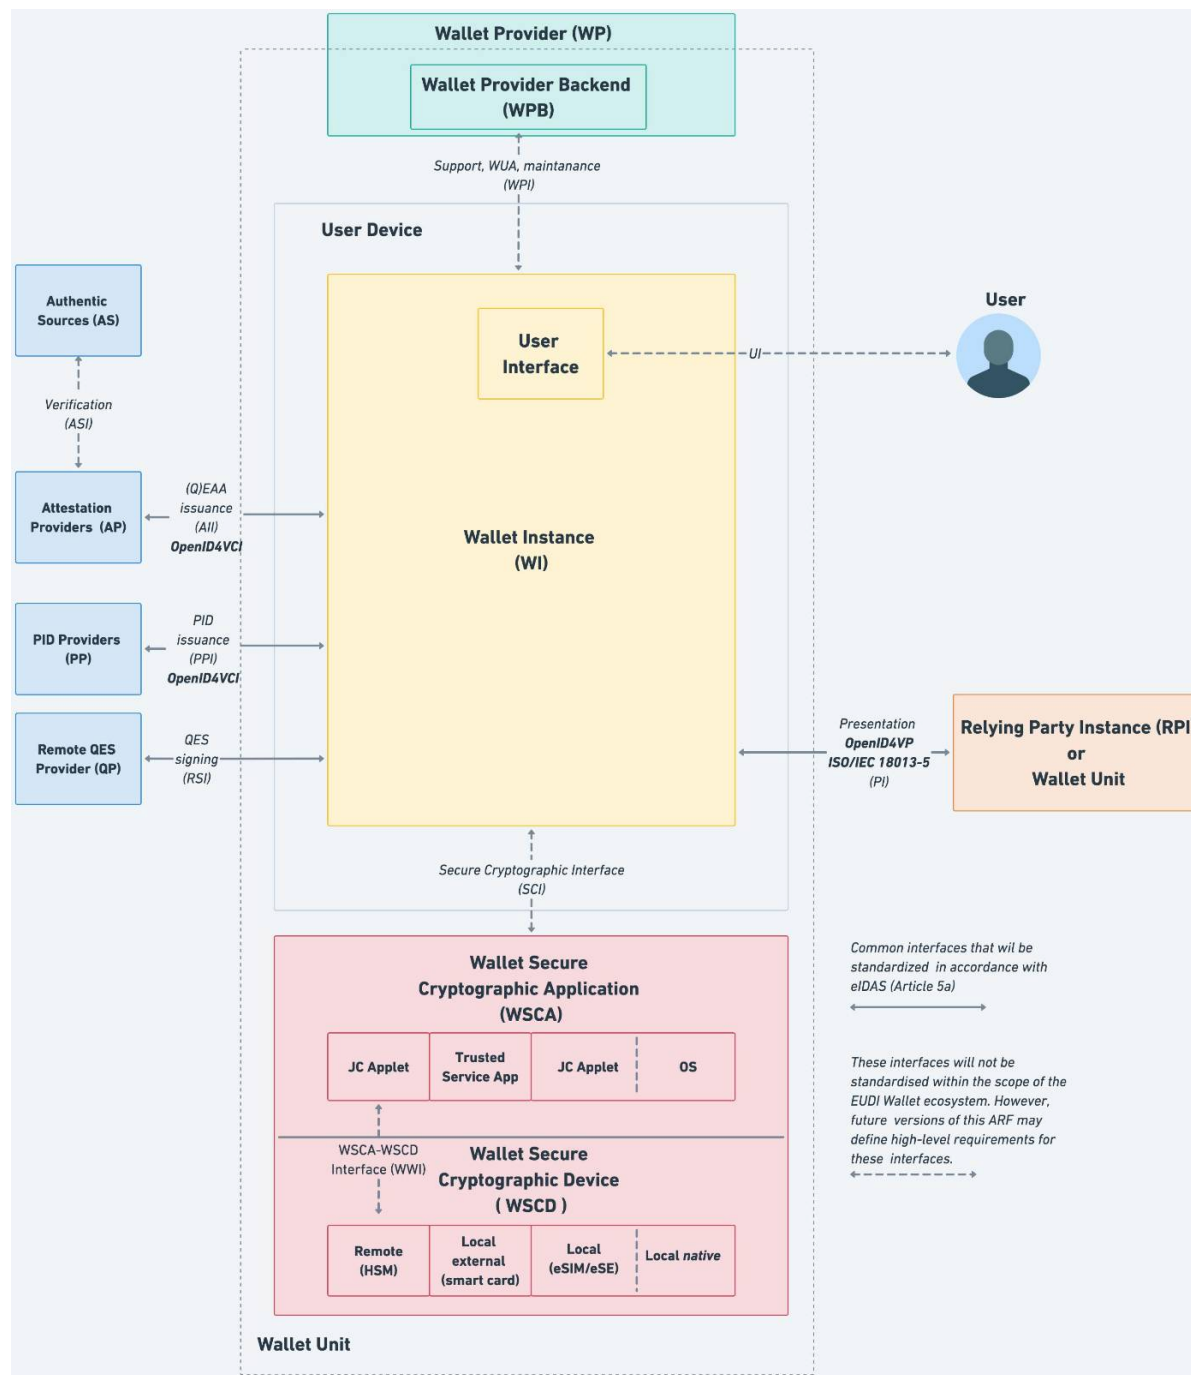 Wallet Provider (WP)
Wallet Provider Backend
(WPB)
Support, WUA, maintanance
(WPI)
User Device
Authentic
Sources (AS)
User
Interface
UI
User
Verification
(ASI)
Attestation
Providers (AP)
(Q)EAA
issuance
(AII)
OpenID4VCI
Wallet Instance
(WI)
PID Providers
(PP)
PID
issuance
(PPI)
OpenID4VCI
Remote QES
Provider (QP)
QES
signing
(RSI)
Presentation
OpenID4VP
ISO/IEC 18013-5
(PI)
Relying Party Instance (RPI
or
Wallet Unit
Secure Cryptographic Interface
(SCI)
Wallet Secure
Cryptographic Application
(WSCA)
JC Applet
Trusted
Service App
JC Applet
OS
WSCA-WSCD
Interface (WWI)
Wallet Secure
Cryptographic Device
( WSCD )
Remote
(HSM)
Local
external
(smart card)
Local
(eSIM/eSE)
Local native
Wallet Unit
Common interfaces that wil be
standardized in accordance with
eIDAS (Article 5a)
These interfaces will not be
standardised within the scope of the
EUDI Wallet ecosystem. However,
future versions of this ARF may
define high-level requirements for
these interfaces.